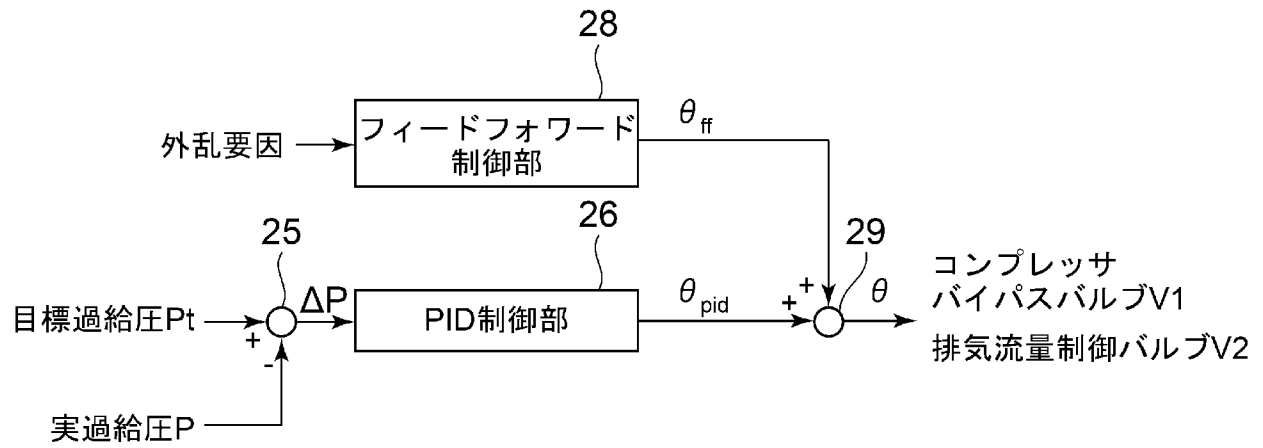 28
フィードフォワード
制御部
θff
外乱要因
25
26
29
目標過給圧Pt
+
-
ΔP
PID制御部
θpid
+
+
θ
コンプレッサ
バイパスバルブV1
排気流量制御バルブV2
実過給圧P